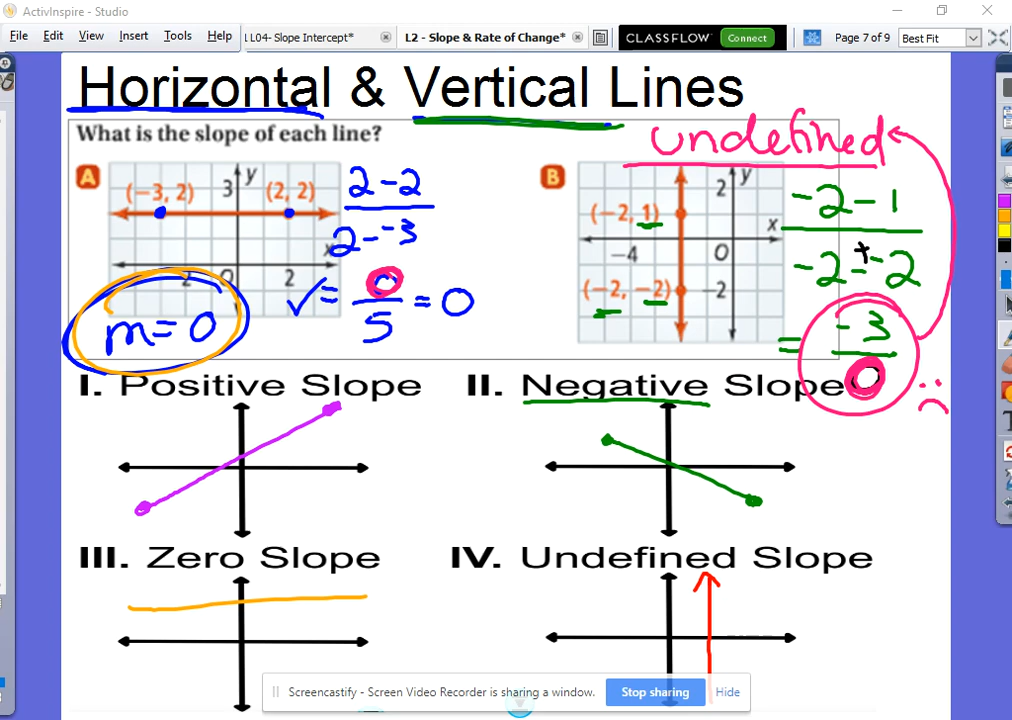 ActivInspire - Studio
File Edit View Insert Tools Help
1 L04- Slope Intercept*
L2 - Slope & Rate of Change*
CLASSFLOW
Connect
Page 7 of 9
Best Fit
Horizontal & Vertical Lines
What is the slope of each line?
undefined
A
(−3, 2)
3
y
(2, 2)
x
2
O
2
2-2
2--3
✓= 0/5 = 0
m=0
B
(−2, 1)
2
y
x
−4
O
(−2, −2)
−2
-2-1
-2-+-2
= -3/0
I. Positive Slope
II. Negative Slope
III. Zero Slope
IV. Undefined Slope
Screencastify - Screen Video Recorder is sharing a window.
Stop sharing
Hide